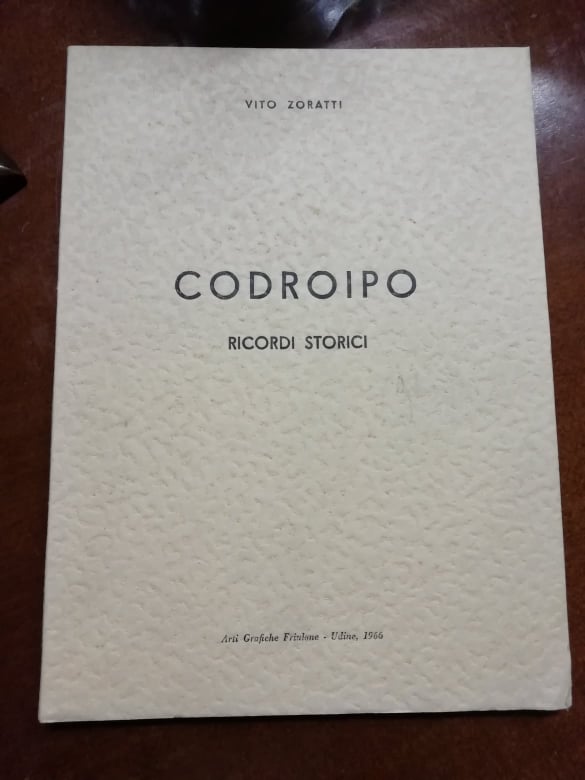 VITO ZORATTI
CODROIPO
RICORDI STORICI
Arti Grafiche Friulane - Udine, 1966